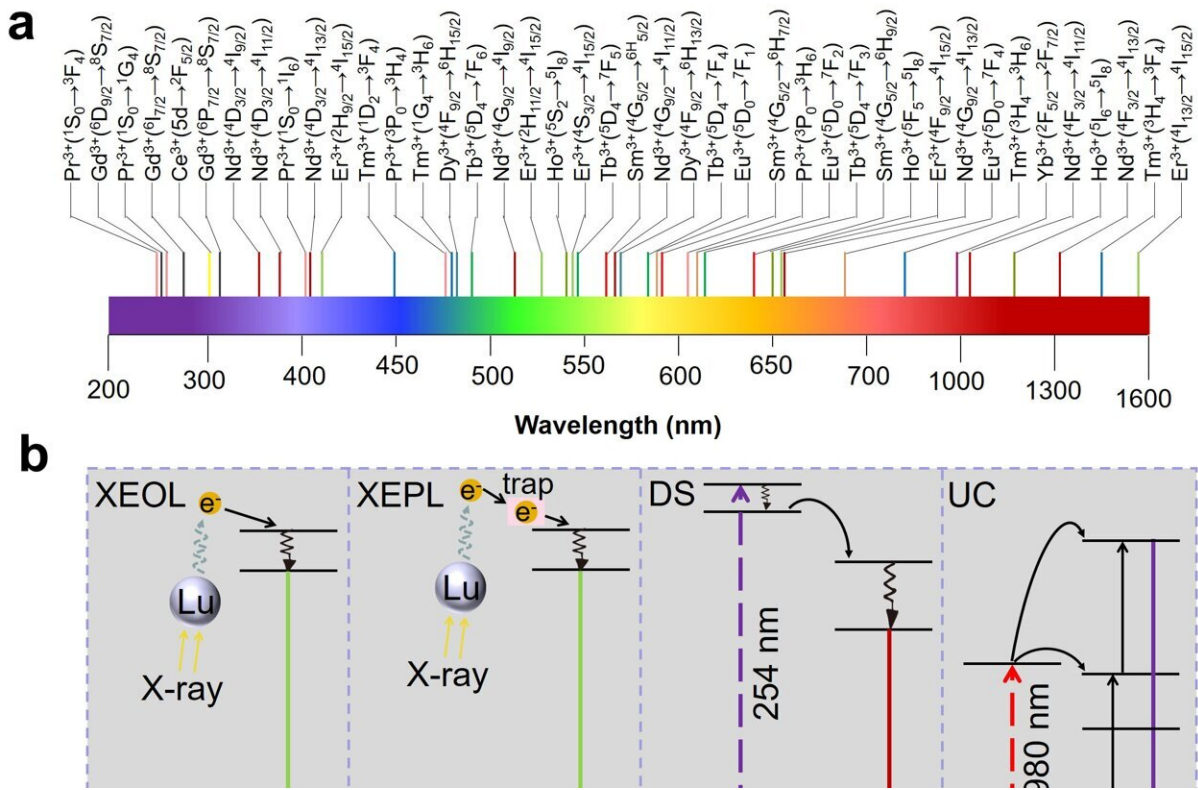 a
Pr³⁺(¹S₀→³F₄)
Gd³⁺(⁶D₉/₂→⁸S₇/₂)
Pr³⁺(¹S₀→¹G₄)
Gd³⁺(⁶I₇/₂→⁸S₇/₂)
Ce³⁺(5d→²F₅/₂)
Gd³⁺(⁶P₇/₂→⁸S₇/₂)
Nd³⁺(⁴D₃/₂→⁴I₉/₂)
Nd³⁺(⁴D₃/₂→⁴I₁₁/₂)
Pr³⁺(¹S₀→¹I₆)
Nd³⁺(⁴D₃/₂→⁴I₁₃/₂)
Er³⁺(²H₉/₂→⁴I₁₅/₂)
Tm³⁺(¹D₂→³F₄)
Pr³⁺(³P₀→³H₄)
Tm³⁺(¹G₄→³H₆)
Dy³⁺(⁴F₉/₂→⁶H₁₅/₂)
Tb³⁺(⁵D₄→⁷F₆)
Nd³⁺(⁴G₉/₂→⁴I₉/₂)
Er³⁺(²H₁₁/₂→⁴I₁₅/₂)
Ho³⁺(⁵S₂→⁵I₈)
Er³⁺(⁴S₃/₂→⁴I₁₅/₂)
Tb³⁺(⁵D₄→⁷F₅)
Sm³⁺(⁴G₅/₂→⁶ᴴ₅/₂)
Nd³⁺(⁴G₉/₂→⁴I₁₁/₂)
Dy³⁺(⁴F₉/₂→⁶H₁₃/₂)
Tb³⁺(⁵D₄→⁷F₄)
Eu³⁺(⁵D₀→⁷F₁)
Sm³⁺(⁴G₅/₂→⁶H₇/₂)
Pr³⁺(³P₀→³H₆)
Eu³⁺(⁵D₀→⁷F₂)
Tb³⁺(⁵D₄→⁷F₃)
Sm³⁺(⁴G₅/₂→⁶H₉/₂)
Ho³⁺(⁵F₅→⁵I₈)
Er³⁺(⁴F₉/₂→⁴I₁₅/₂)
Nd³⁺(⁴G₉/₂→⁴I₁₃/₂)
Eu³⁺(⁵D₀→⁷F₄)
Tm³⁺(³H₄→³H₆)
Yb³⁺(²F₅/₂→²F₇/₂)
Nd³⁺(⁴F₃/₂→⁴I₁₁/₂)
Ho³⁺(⁵I₆→⁵I₈)
Nd³⁺(⁴F₃/₂→⁴I₁₃/₂)
Tm³⁺(³H₄→³F₄)
Er³⁺(⁴I₁₃/₂→⁴I₁₅/₂)
200 300 400 450 500 550 600 650 700 1000 1300 1600
Wavelength (nm)
b
XEOL
e⁻
Lu
X-ray
XEPL
e⁻
trap
e⁻
Lu
X-ray
DS
254 nm
UC
980 nm